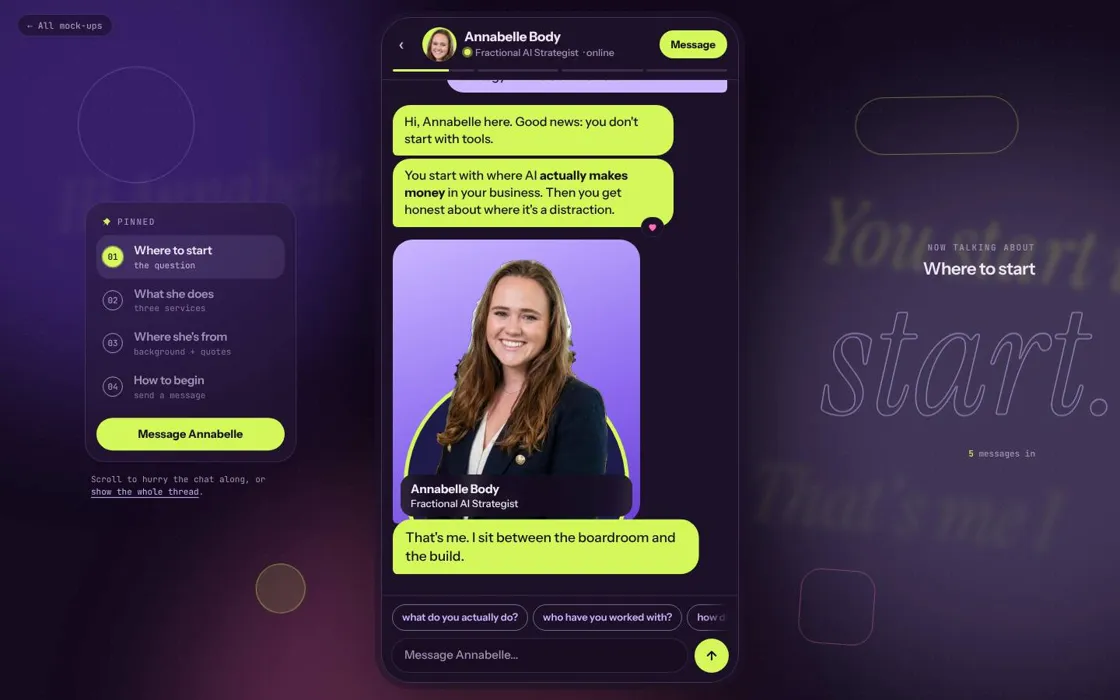 ← All mock-ups
Annabelle Body
Fractional AI Strategist · online
Message
Hi, Annabelle here. Good news: you don't
start with tools.
You start with where AI actually makes
money in your business. Then you get
honest about where it's a distraction.
PINNED
01
Where to start
the question
02
What she does
three services
03
Where she's from
background + quotes
04
How to begin
send a message
Message Annabelle
Scroll to hurry the chat along, or
show the whole thread.
Annabelle Body
Fractional AI Strategist
That's me. I sit between the boardroom and
the build.
what do you actually do?
who have you worked with?
how d
Message Annabelle...
You start
NOW TALKING ABOUT
Where to start
start.
5 messages in
That's me I